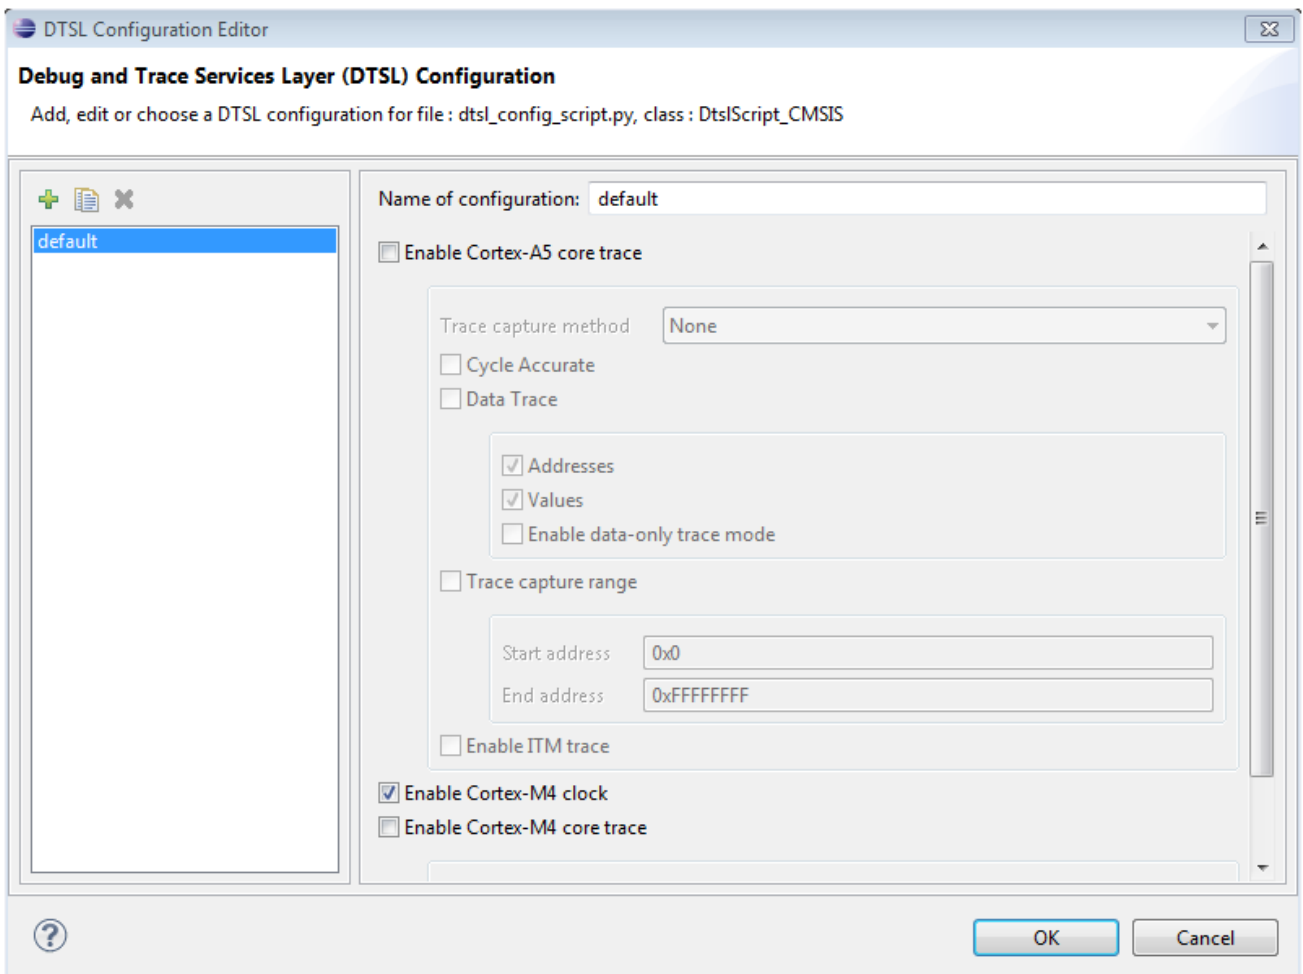 DTSL Configuration Editor
Debug and Trace Services Layer (DTSL) Configuration
Add, edit or choose a DTSL configuration for file : dtsl_config_script.py, class : DtslScript_CMSIS
default
Name of configuration: default
Enable Cortex-A5 core trace
Trace capture method None
Cycle Accurate
Data Trace
Addresses
Values
Enable data-only trace mode
Trace capture range
Start address 0x0
End address 0xFFFFFFFF
Enable ITM trace
Enable Cortex-M4 clock
Enable Cortex-M4 core trace
OK Cancel